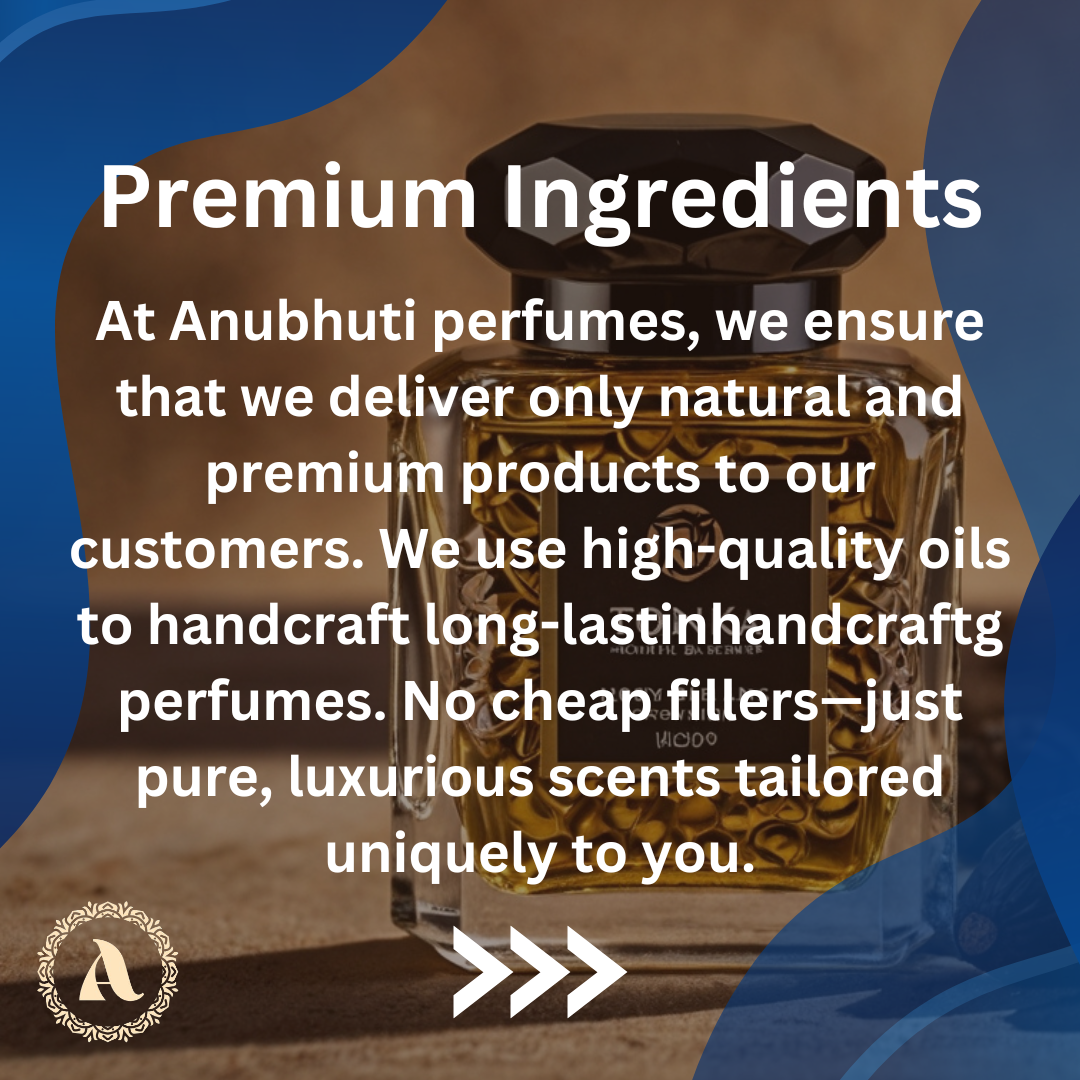 Premium Ingredients
At Anubhuti perfumes, we ensure
that we deliver only natural and
premium products to our
customers. We use high-quality oils
to handcraft long-lastinhandcraftg
perfumes. No cheap fillers—just
pure, luxurious scents tailored
uniquely to you.
A